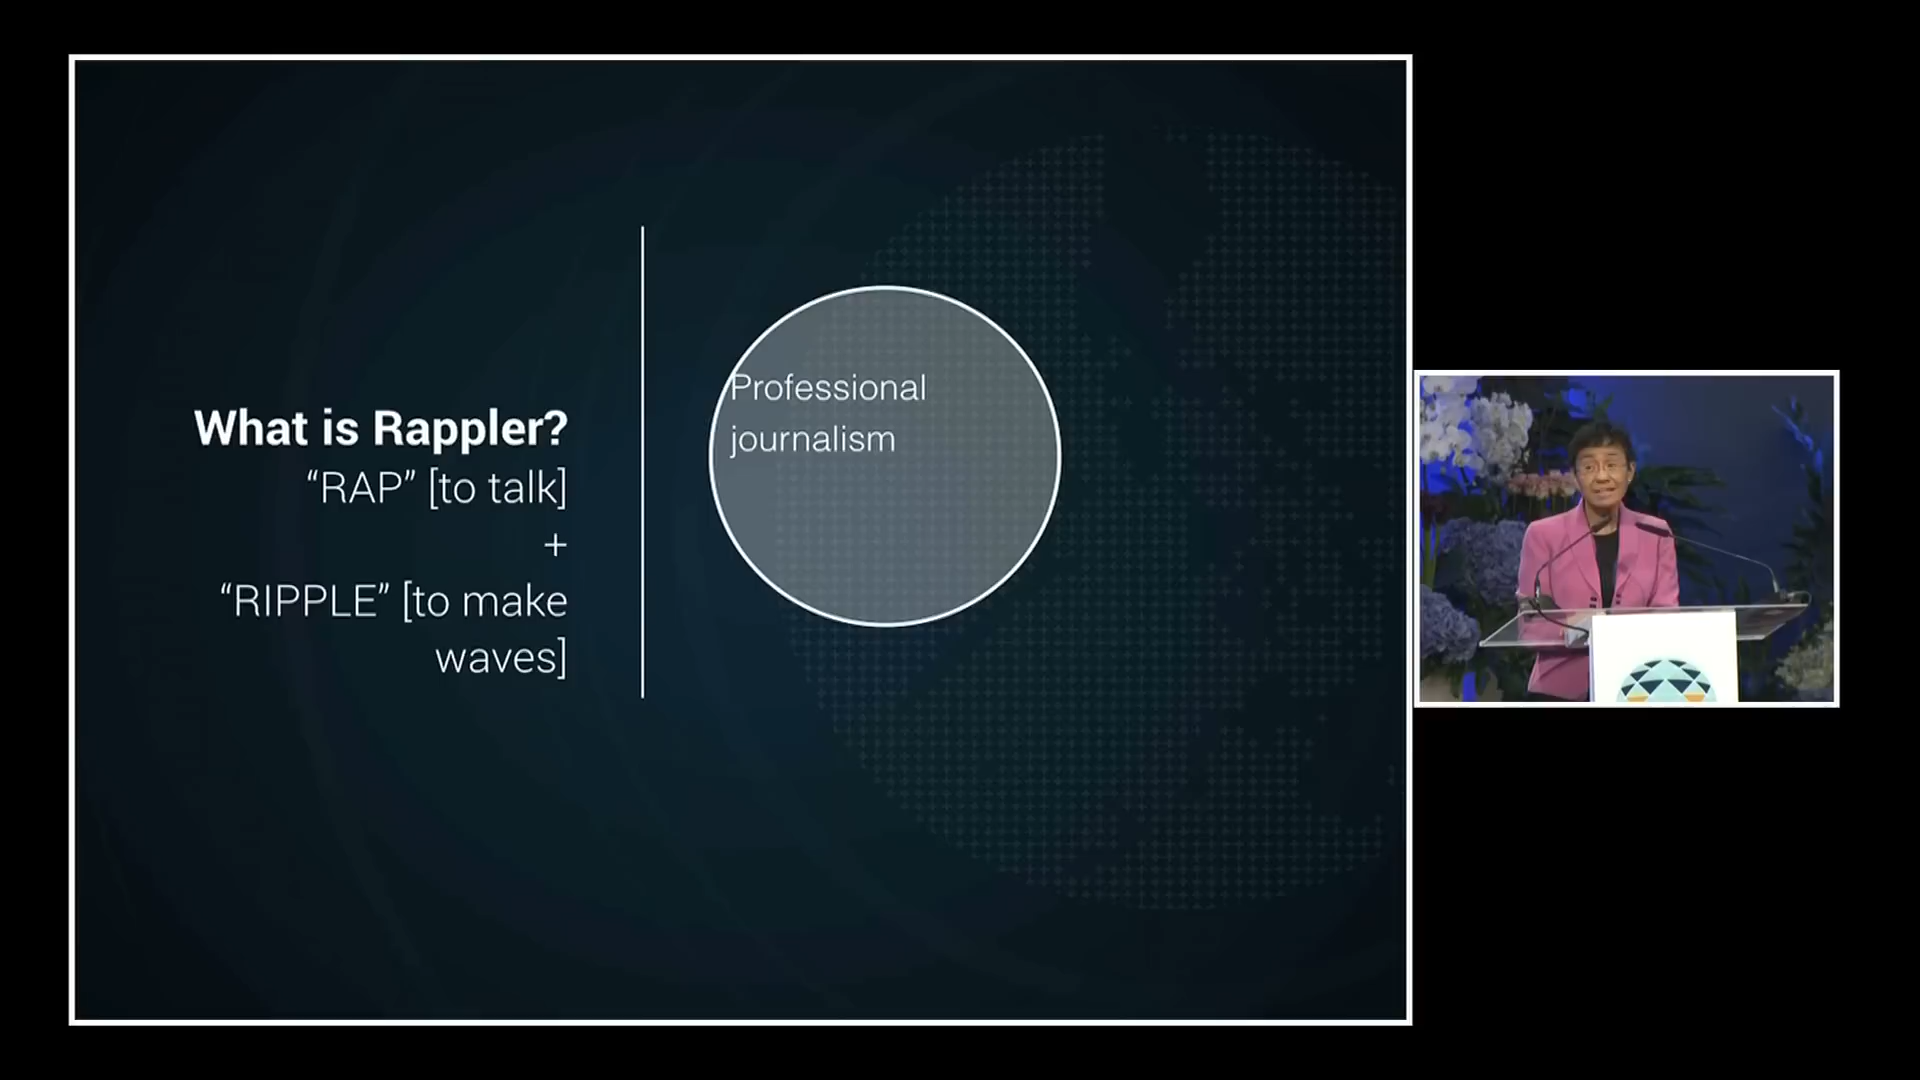 What is Rappler?
“RAP” [to talk]
+
“RIPPLE” [to make
waves]
Professional
journalism